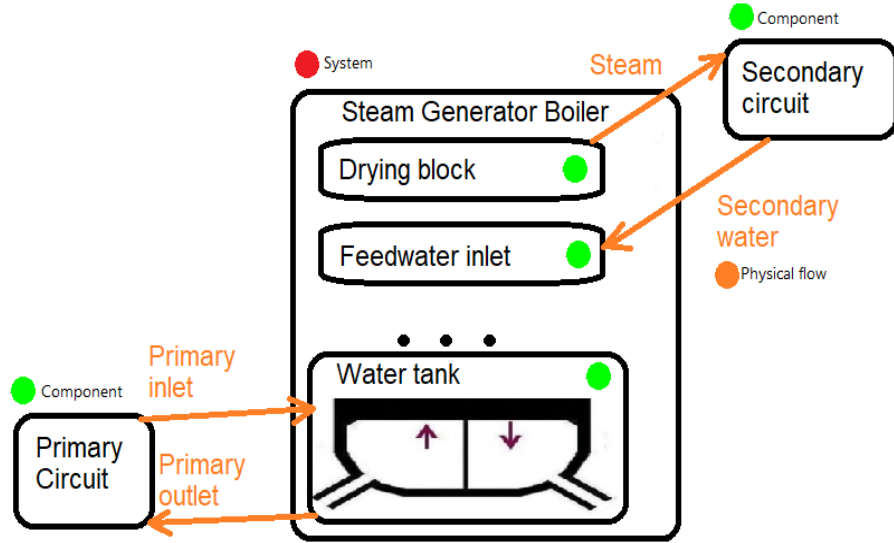 Component
System
Steam
Secondary
circuit
Steam Generator Boiler
Drying block
Secondary
water
Feedwater inlet
Physical flow
Primary
inlet
Water tank
Component
Primary
Circuit
Primary
outlet